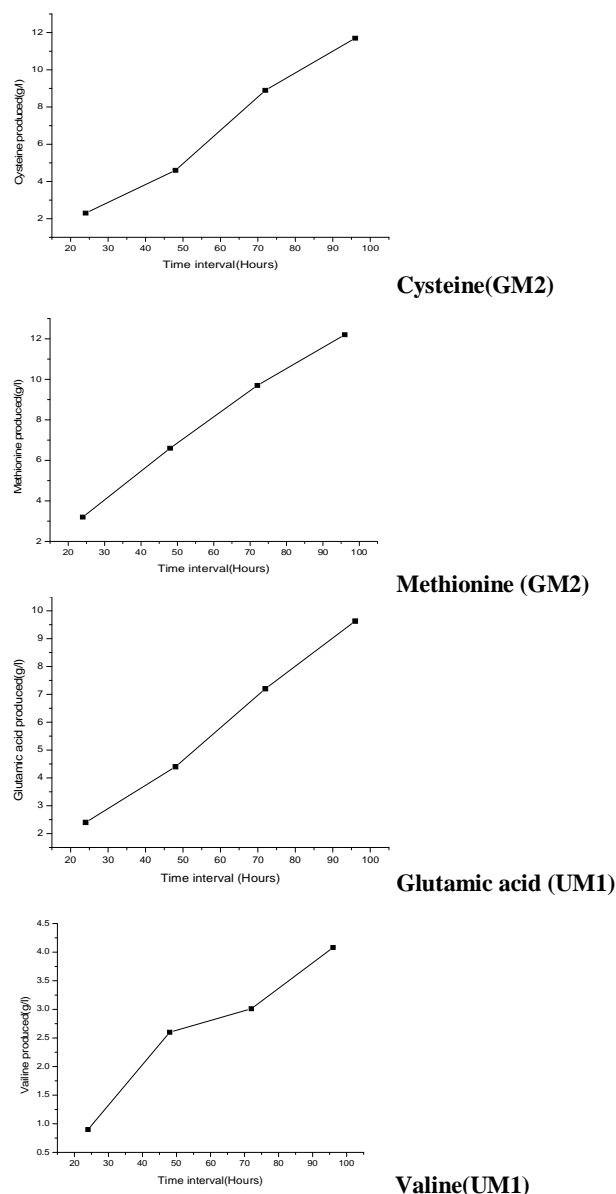 12
10
8
6
4
2
Cysteine produced(g/l)
20 30 40 50 60 70 80 90 100
Time interval(Hours)
Cysteine(GM2)
12
10
8
6
4
2
Methionine produced(g/l)
20 30 40 50 60 70 80 90 100
Time interval(Hours)
Methionine (GM2)
10
9
8
7
6
5
4
3
2
Glutamic acid produced(g/l)
20 30 40 50 60 70 80 90 100
Time interval (Hours)
Glutamic acid (UM1)
4.5
4.0
3.5
3.0
2.5
2.0
1.5
1.0
0.5
Vailine produced(g/l)
20 30 40 50 60 70 80 90 100
Time interval(Hours)
Valine(UM1)